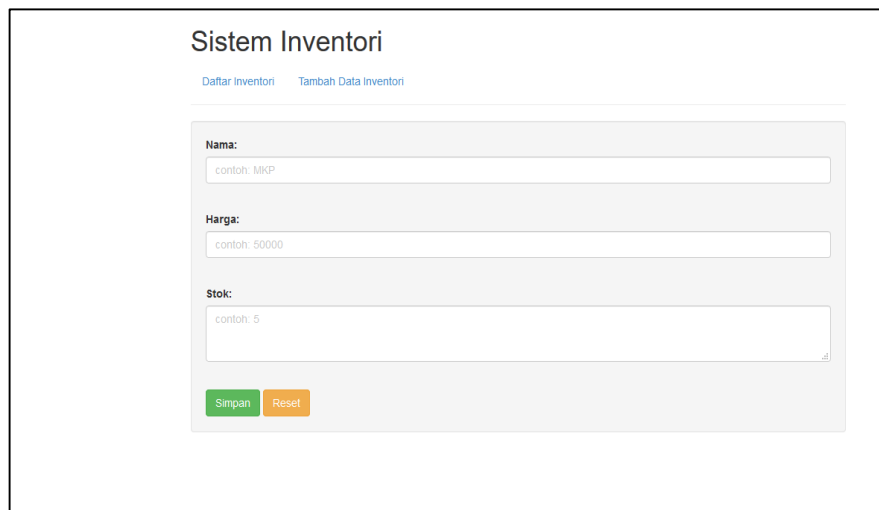 Sistem Inventori
Daftar Inventori Tambah Data Inventori
Nama:
contoh: MKP
Harga:
contoh: 50000
Stok:
contoh: 5
Simpan Reset